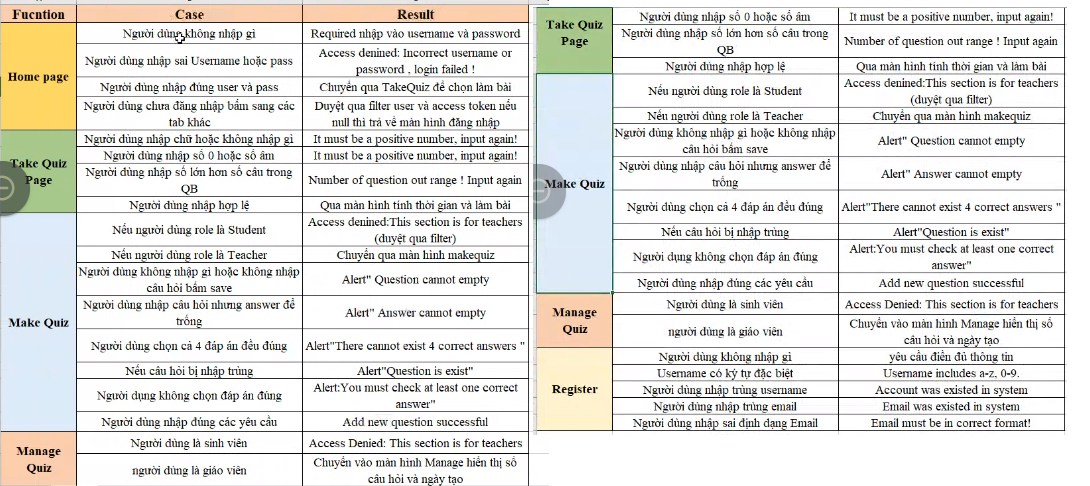 Fucntion Case Result
Home page
Người dùng không nhập gì Required nhập vào username và password
Người dùng nhập sai Username hoặc pass Access denined: Incorrect username or
password , login failed !
Người dùng nhập đúng user và pass Chuyển qua TakeQuiz để chọn làm bài
Người dùng chưa đăng nhập bấm sang các
tab khác
Duyệt qua filter user và access token nếu
null thì trả về màn hình đăng nhập
Take Quiz
Page
Người dùng nhập chữ hoặc không nhập gì It must be a positive number, input again!
Người dùng nhập số 0 hoặc số âm It must be a positive number, input again!
Người dùng nhập số lớn hơn số câu trong
QB
Number of question out range ! Input again
Người dùng nhập hợp lệ Qua màn hình tính thời gian và làm bài
Make Quiz
Nếu người dùng role là Student Access denined:This section is for teachers
(duyệt qua filter)
Nếu người dùng role là Teacher Chuyển qua màn hình makequiz
Người dùng không nhập gì hoặc không nhập
câu hỏi bấm save
Alert" Question cannot empty
Người dùng nhập câu hỏi nhưng answer để
trống
Alert" Answer cannot empty
Người dùng chọn cả 4 đáp án đều đúng Alert"There cannot exist 4 correct answers "
Nếu câu hỏi bị nhập trùng Alert"Question is exist"
Người dụng không chọn đáp án đúng Alert:You must check at least one correct
answer"
Người dùng nhập đúng các yêu cầu Add new question successful
Manage
Quiz
Người dùng là sinh viên Access Denied: This section is for teachers
người dùng là giáo viên Chuyển vào màn hình Manage hiển thị số
câu hỏi và ngày tạo
Take Quiz
Page
Người dùng nhập số 0 hoặc số âm It must be a positive number, input again!
Người dùng nhập số lớn hơn số câu trong
QB
Number of question out range ! Input again
Người dùng nhập hợp lệ Qua màn hình tính thời gian và làm bài
Make Quiz
Nếu người dùng role là Student Access denined:This section is for teachers
(duyệt qua filter)
Nếu người dùng role là Teacher Chuyển qua màn hình makequiz
Người dùng không nhập gì hoặc không nhập
câu hỏi bấm save
Alert" Question cannot empty
Người dùng nhập câu hỏi nhưng answer để
trống
Alert" Answer cannot empty
Người dùng chọn cả 4 đáp án đều đúng Alert"There cannot exist 4 correct answers "
Nếu câu hỏi bị nhập trùng Alert"Question is exist"
Người dụng không chọn đáp án đúng Alert:You must check at least one correct
answer"
Người dùng nhập đúng các yêu cầu Add new question successful
Manage
Quiz
Người dùng là sinh viên Access Denied: This section is for teachers
người dùng là giáo viên Chuyển vào màn hình Manage hiển thị số
câu hỏi và ngày tạo
Register
Người dùng không nhập gì yêu cầu điền đủ thông tin
Username có ký tự đặc biệt Username includes a-z, 0-9.
Người dùng nhập trùng username Account was existed in system
Người dùng nhập trùng email Email was existed in system
Người dùng nhập sai định dạng Email Email must be in correct format!